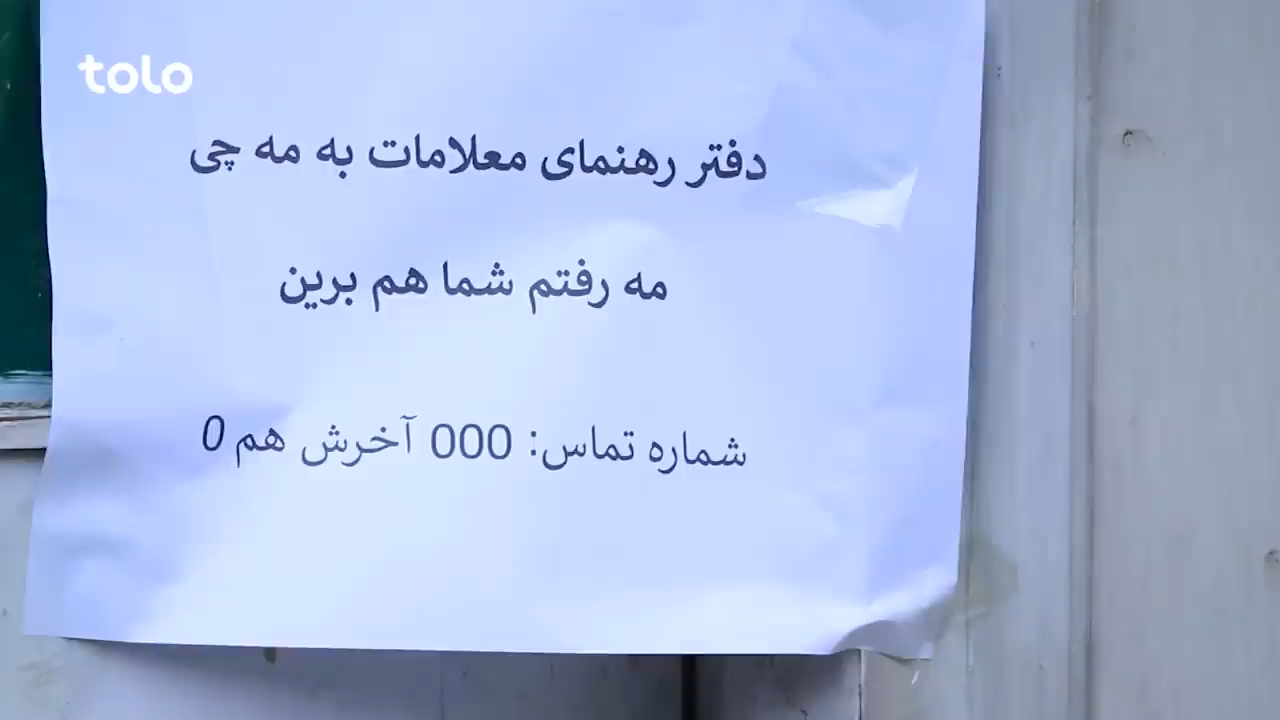 tolo
دفتر رهنمای معلامات به مه چی
مه رفتم شما هم برین
شماره تماس: 000 آخرش هم 0